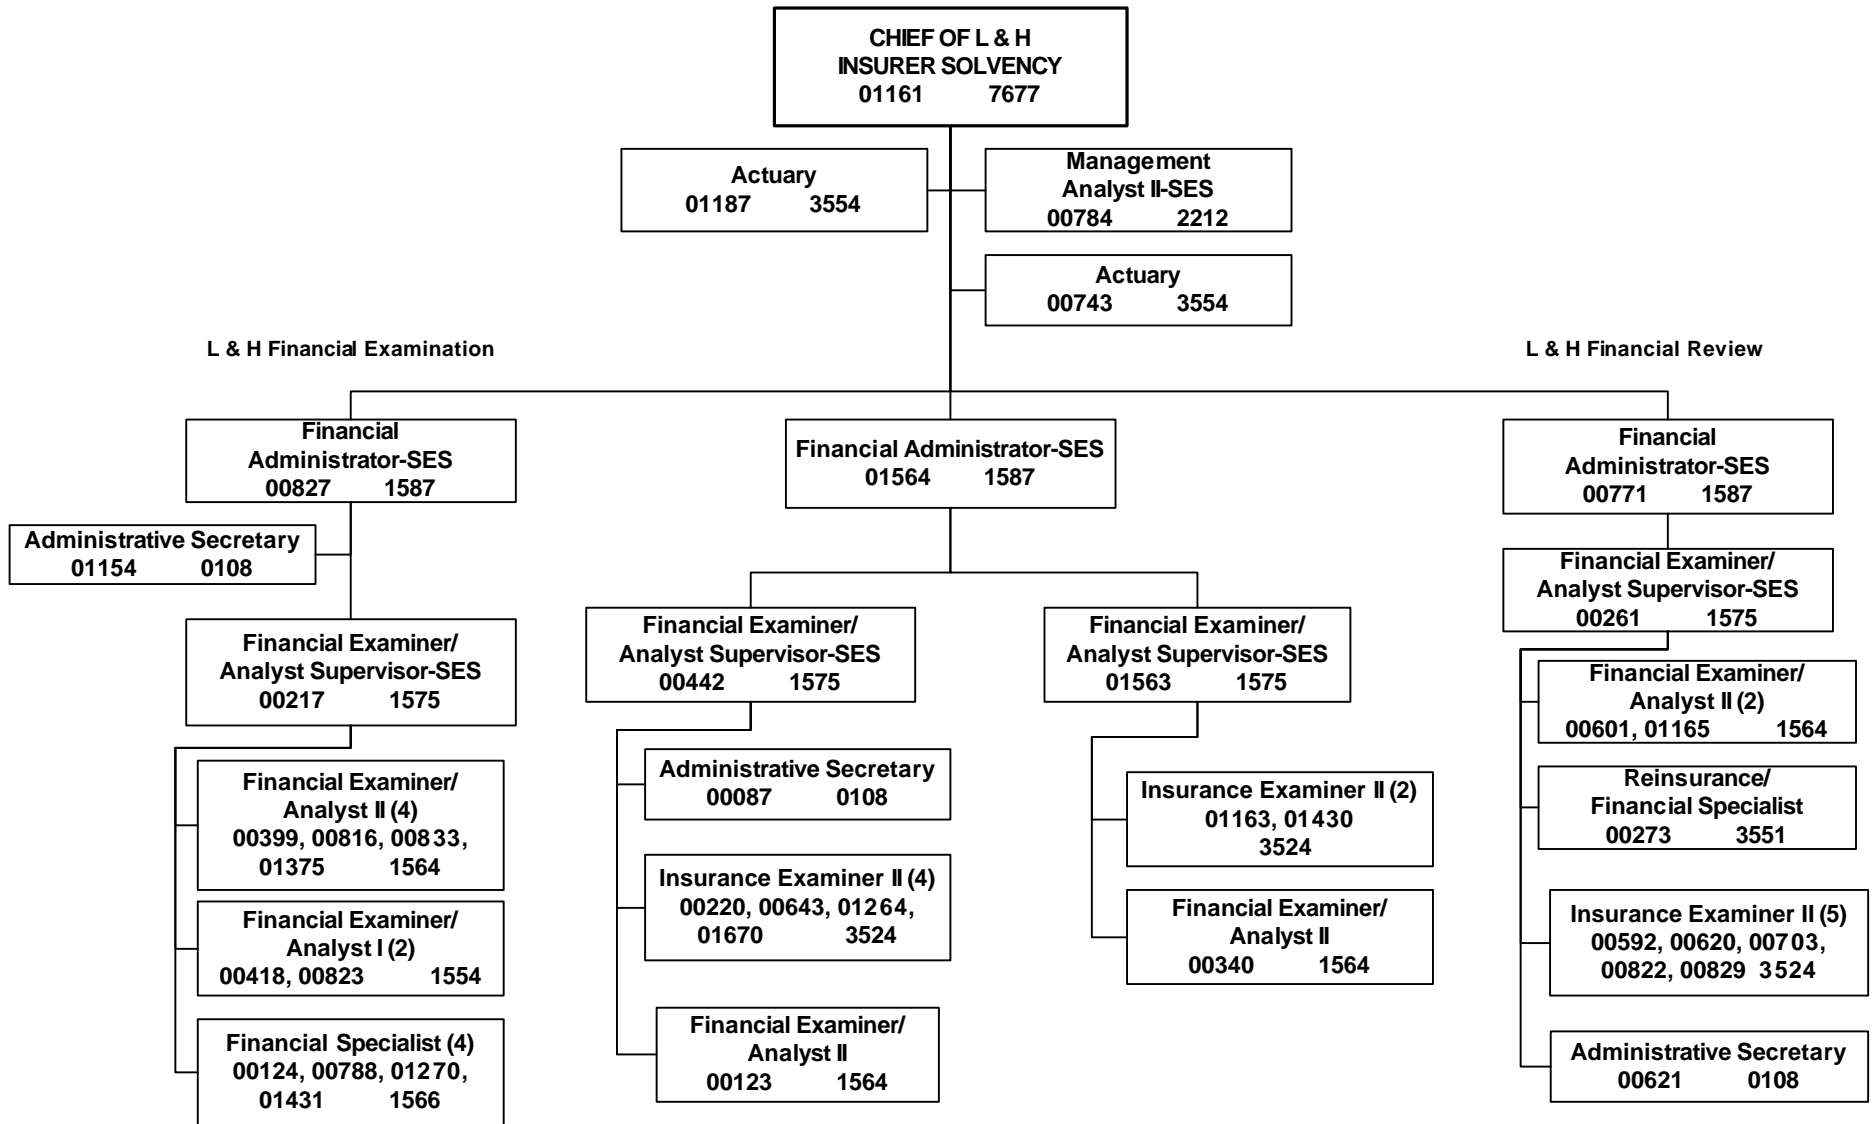 CHIEF OF L & H
INSURER SOLVENCY
01161 7677
Actuary
01187 3554
Management
Analyst II-SES
00784 2212
Actuary
00743 3554
L & H Financial Examination
L & H Financial Review
Financial
Administrator-SES
00827 1587
Administrative Secretary
01154 0108
Financial Examiner/
Analyst Supervisor-SES
00217 1575
Financial Examiner/
Analyst II (4)
00399, 00816, 00833,
01375 1564
Financial Examiner/
Analyst I (2)
00418, 00823 1554
Financial Specialist (4)
00124, 00788, 01270,
01431 1566
Financial Administrator-SES
01564 1587
Financial Examiner/
Analyst Supervisor-SES
00442 1575
Administrative Secretary
00087 0108
Insurance Examiner II (4)
00220, 00643, 01264,
01670 3524
Financial Examiner/
Analyst II
00123 1564
Financial Examiner/
Analyst Supervisor-SES
01563 1575
Insurance Examiner II (2)
01163, 01430
3524
Financial Examiner/
Analyst II
00340 1564
Financial
Administrator-SES
00771 1587
Financial Examiner/
Analyst Supervisor-SES
00261 1575
Financial Examiner/
Analyst II (2)
00601, 01165 1564
Reinsurance/
Financial Specialist
00273 3551
Insurance Examiner II (5)
00592, 00620, 00703,
00822, 00829 3524
Administrative Secretary
00621 0108